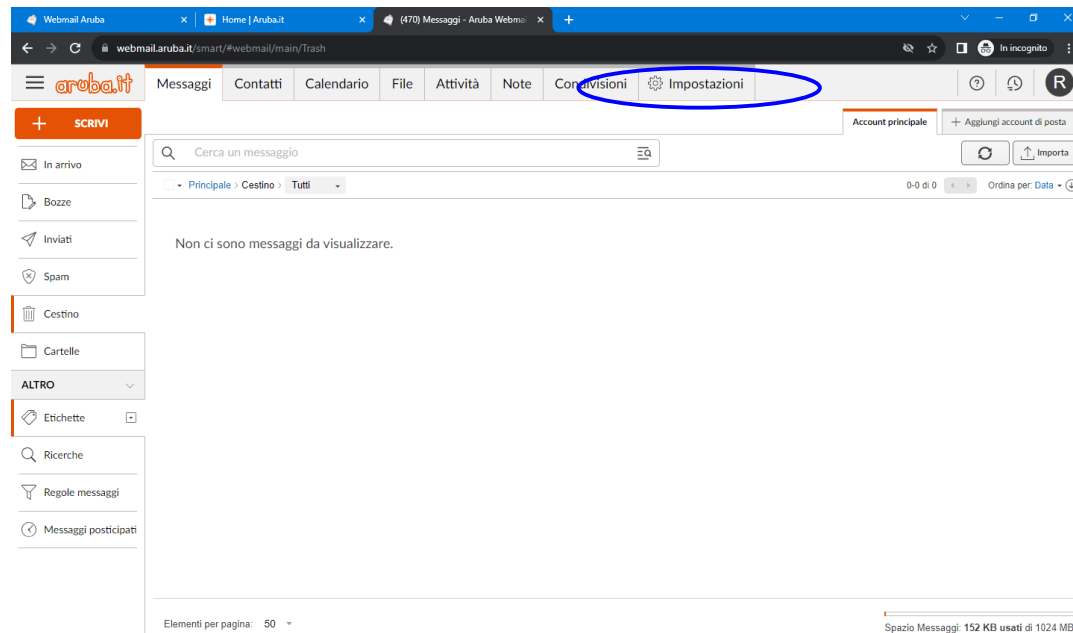 Webmail Aruba
Home | Aruba.it
(470) Messaggi - Aruba Webmai
webmail.aruba.it/smart/#webmail/main/Trash
In incognito
aruba.it
Messaggi Contatti Calendario File Attività Note Condivisioni Impostazioni
R
SCRIVI
Account principale
Aggiungi account di posta
Cerca un messaggio
Importa
Principale > Cestino > Tutti
0-0 di 0
Ordina per: Data
In arrivo
Bozze
Inviati
Spam
Cestino
Cartelle
ALTRO
Etichette
Ricerche
Regole messaggi
Messaggi posticipati
Non ci sono messaggi da visualizzare.
Elementi per pagina: 50
Spazio Messaggi: 152 KB usati di 1024 MB